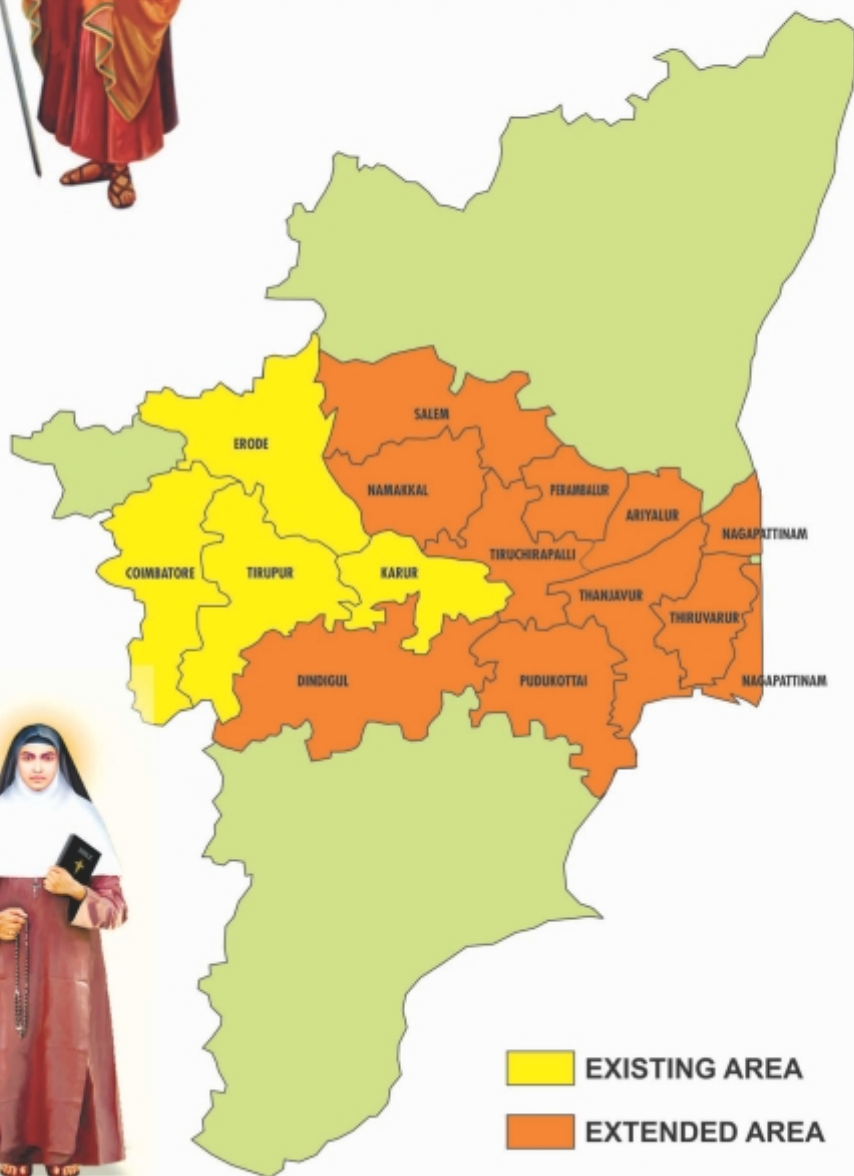 SALEM
ERODE
NAMAKKAL
PERAMBALUR
ARIYALUR
NAGAPATTINAM
TIRUCHIRAPALLI
COIMBATORE
TIRUPUR
KARUR
THANJAVUR
THIRUVARUR
DINDIGUL
PUDUKOTTAI
NAGAPATTINAM
EXISTING AREA
EXTENDED AREA